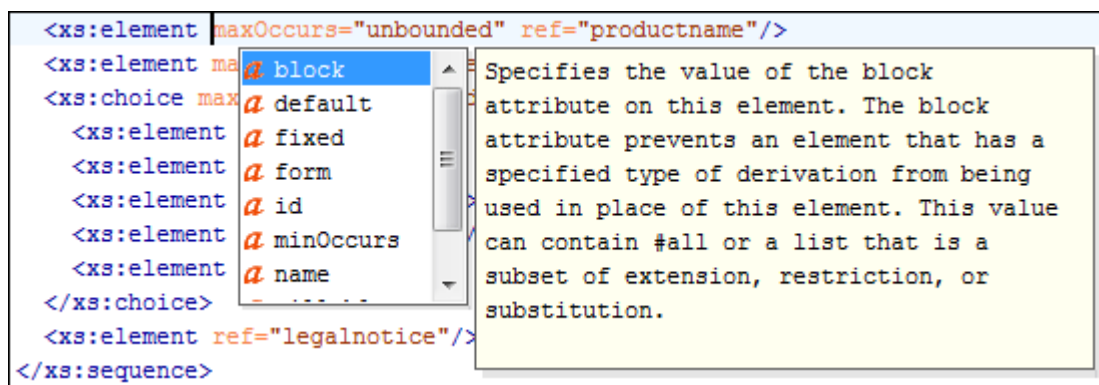 <xs:element maxOccurs="unbounded" ref="productname"/>
<xs:element ma
<xs:choice max
<xs:element
<xs:element
<xs:element
<xs:element
<xs:element
</xs:choice>
<xs:element ref="legalnotice"/>
</xs:sequence>
a block
a default
a fixed
a form
a id
a minOccurs
a name
Specifies the value of the block
attribute on this element. The block
attribute prevents an element that has a
specified type of derivation from being
used in place of this element. This value
can contain #all or a list that is a
subset of extension, restriction, or
substitution.